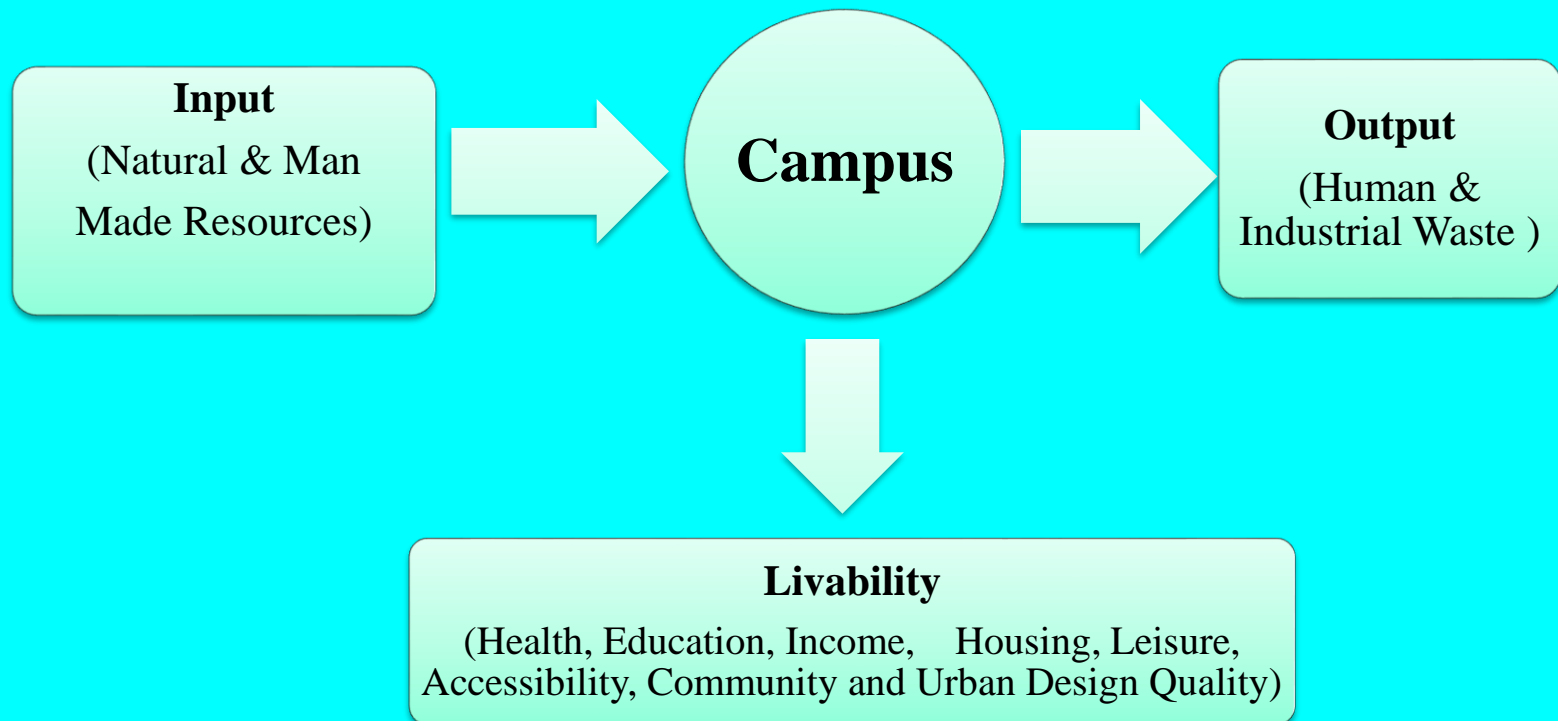 Input
(Natural & Man
Made Resources)
Campus
Output
(Human &
Industrial Waste )
Livability
(Health, Education, Income, Housing, Leisure,
Accessibility, Community and Urban Design Quality)